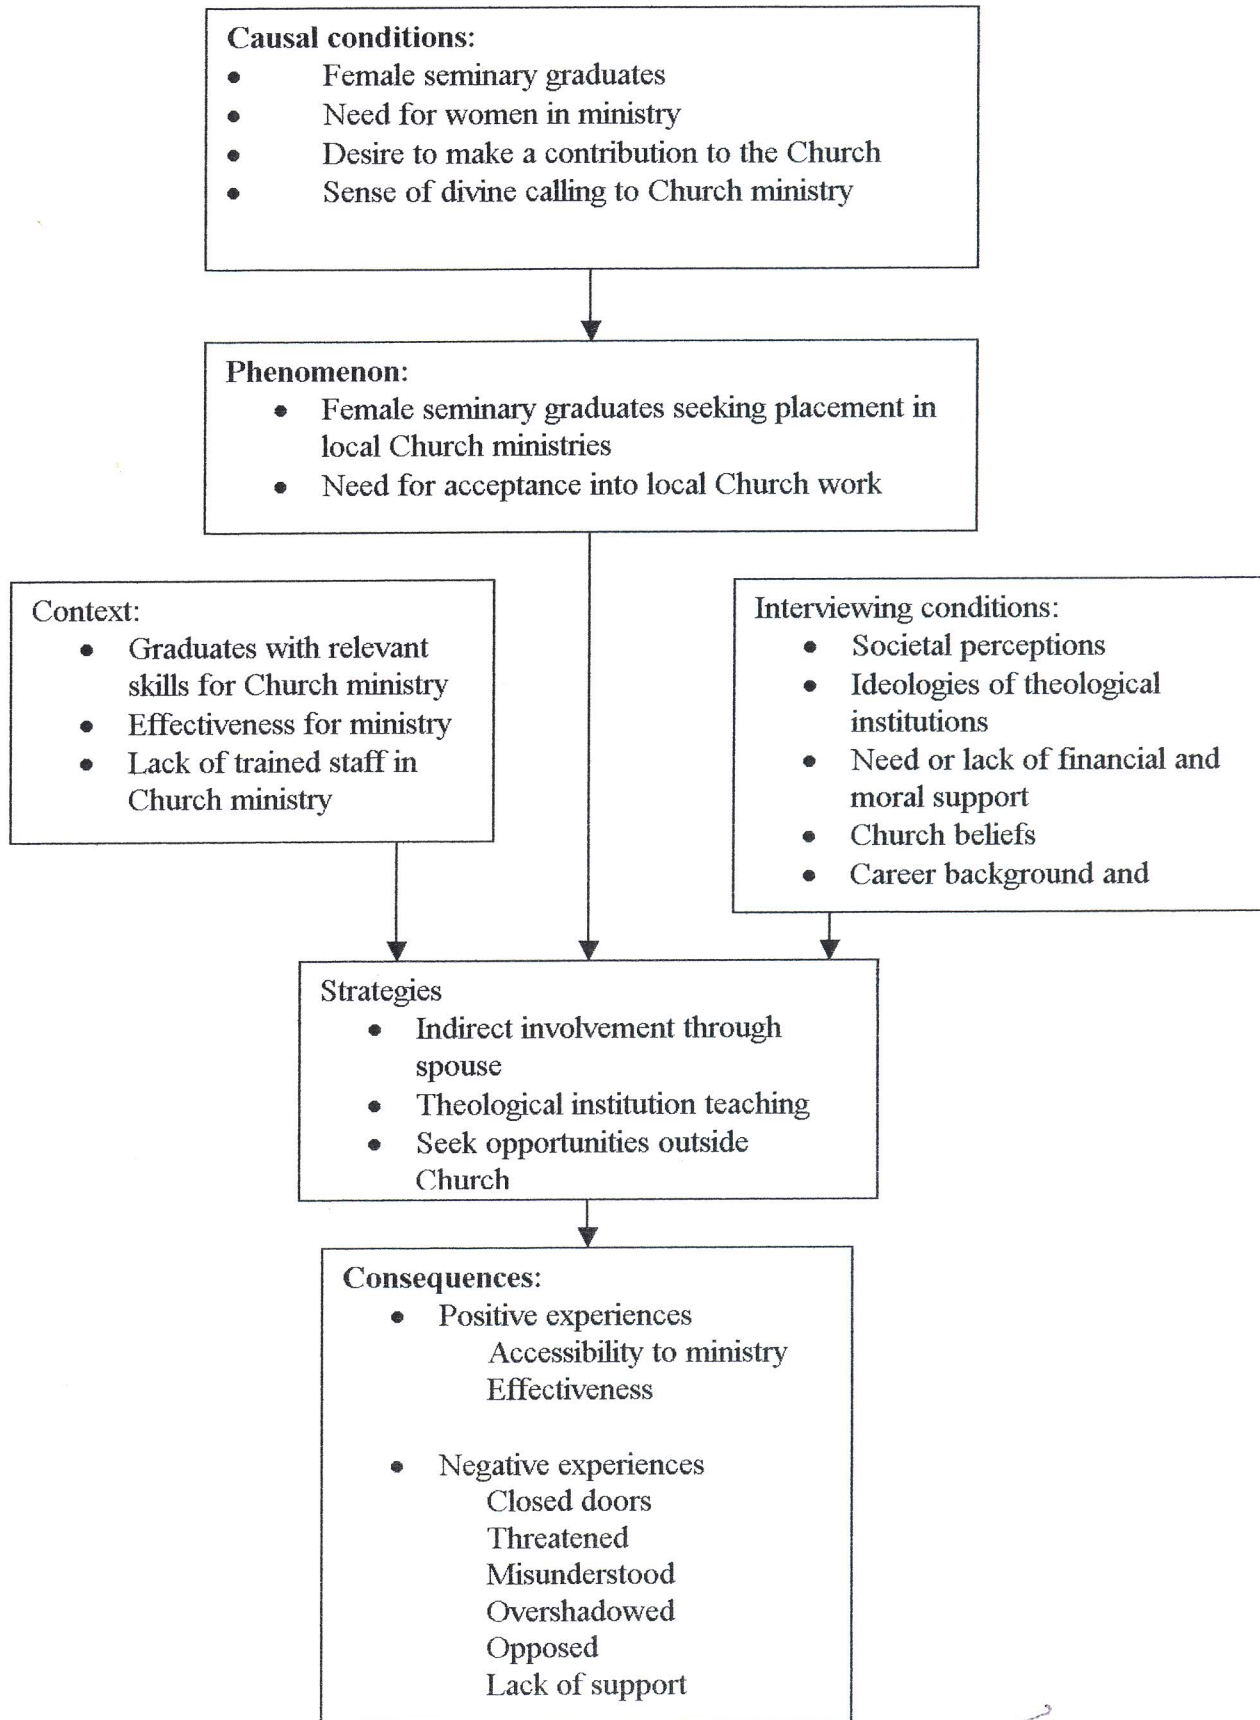 Causal conditions:
• Female seminary graduates
• Need for women in ministry
• Desire to make a contribution to the Church
• Sense of divine calling to Church ministry
Phenomenon:
• Female seminary graduates seeking placement in
local Church ministries
• Need for acceptance into local Church work
Context:
• Graduates with relevant
skills for Church ministry
• Effectiveness for ministry
• Lack of trained staff in
Church ministry
Interviewing conditions:
• Societal perceptions
• Ideologies of theological
institutions
• Need or lack of financial and
moral support
• Church beliefs
• Career background and
Strategies
• Indirect involvement through
spouse
• Theological institution teaching
• Seek opportunities outside
Church
Consequences:
• Positive experiences
Accessibility to ministry
Effectiveness
• Negative experiences
Closed doors
Threatened
Misunderstood
Overshadowed
Opposed
Lack of support